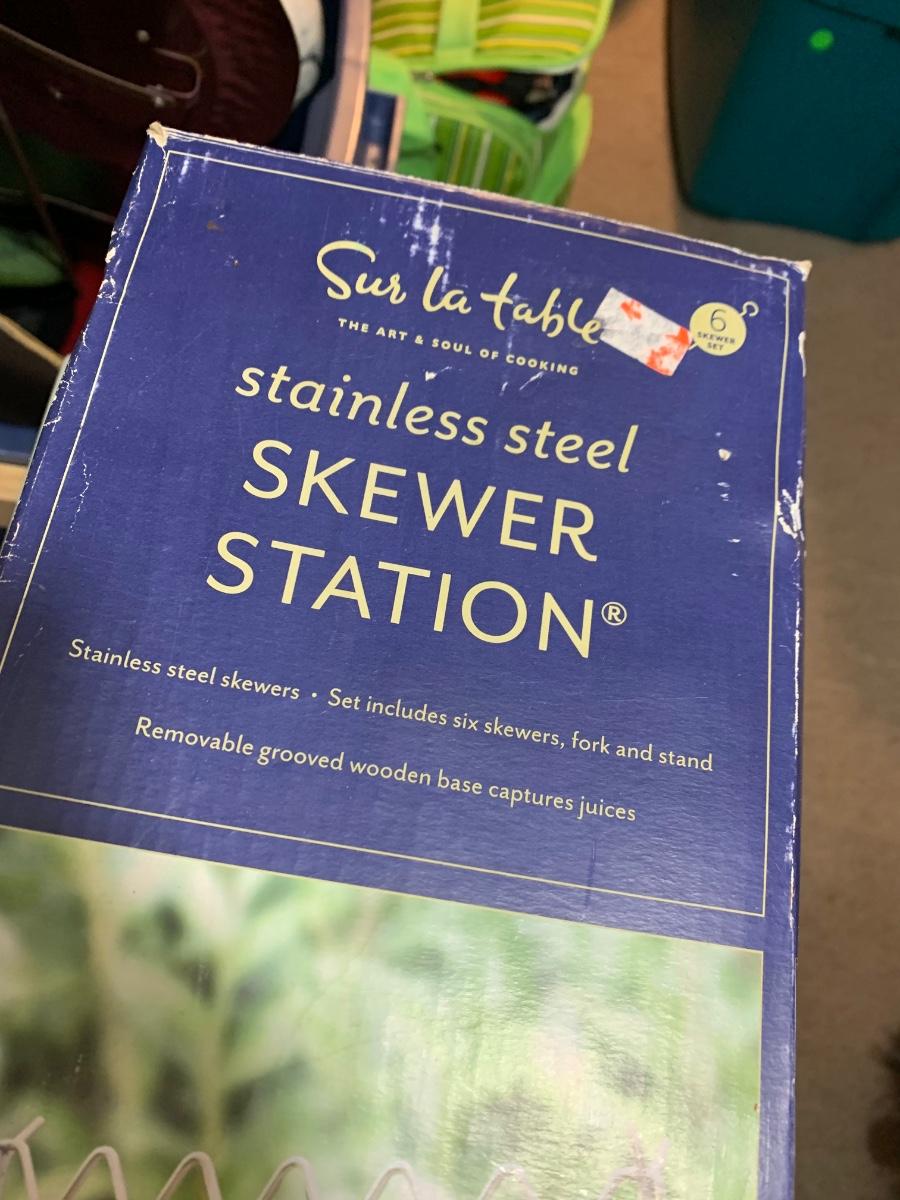 Sur la table
THE ART & SOUL OF COOKING
6
SKEWER
SET
stainless steel
SKEWER
STATION®
Stainless steel skewers • Set includes six skewers, fork and stand
Removable grooved wooden base captures juices